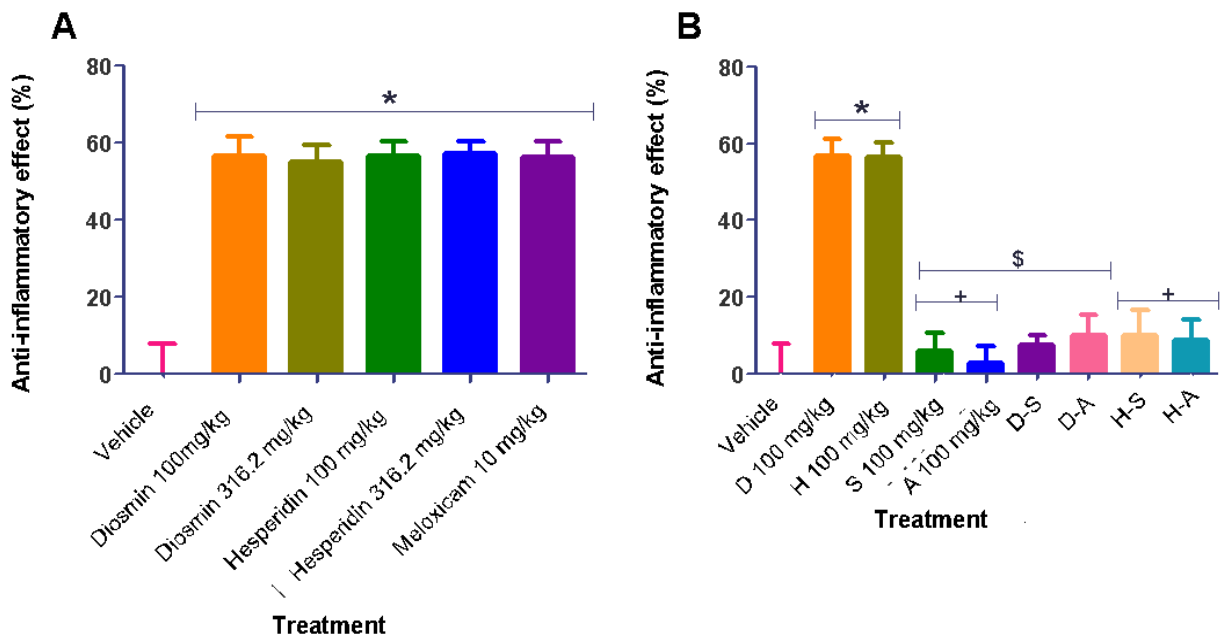 A
Anti-inflammatory effect (%)
80
60
40
20
0
*
Vehicle
Diosmin 100mg/kg
Diosmin 316.2 mg/kg
Hesperidin 100 mg/kg
Hesperidin 316.2 mg/kg
Meloxicam 10 mg/kg
Treatment
B
Anti-inflammatory effect (%)
80
60
40
20
0
*
$
+
+
Vehicle
D 100 mg/kg
H 100 mg/kg
S 100 mg/kg
A 100 mg/kg
D-S
D-A
H-S
H-A
Treatment